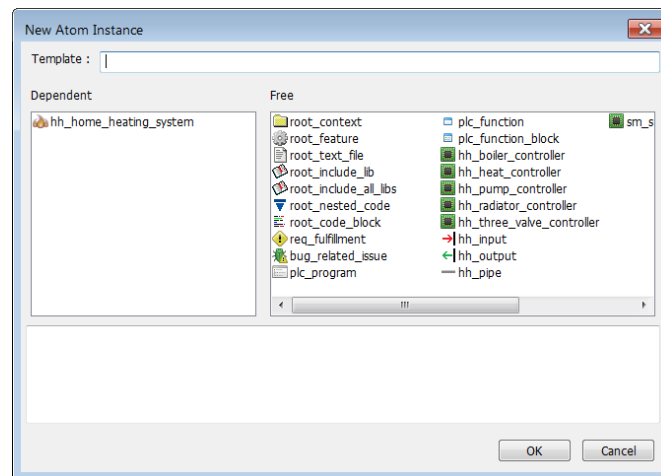 New Atom Instance
Template :
Dependent
hh_home_heating_system
Free
root_context
root_feature
root_text_file
root_include_lib
root_include_all_libs
root_nested_code
root_code_block
req_fulfillment
bug_related_issue
plc_program
plc_function
plc_function_block
hh_boiler_controller
hh_heat_controller
hh_pump_controller
hh_radiator_controller
hh_three_valve_controller
hh_input
hh_output
hh_pipe
sm_s
OK
Cancel